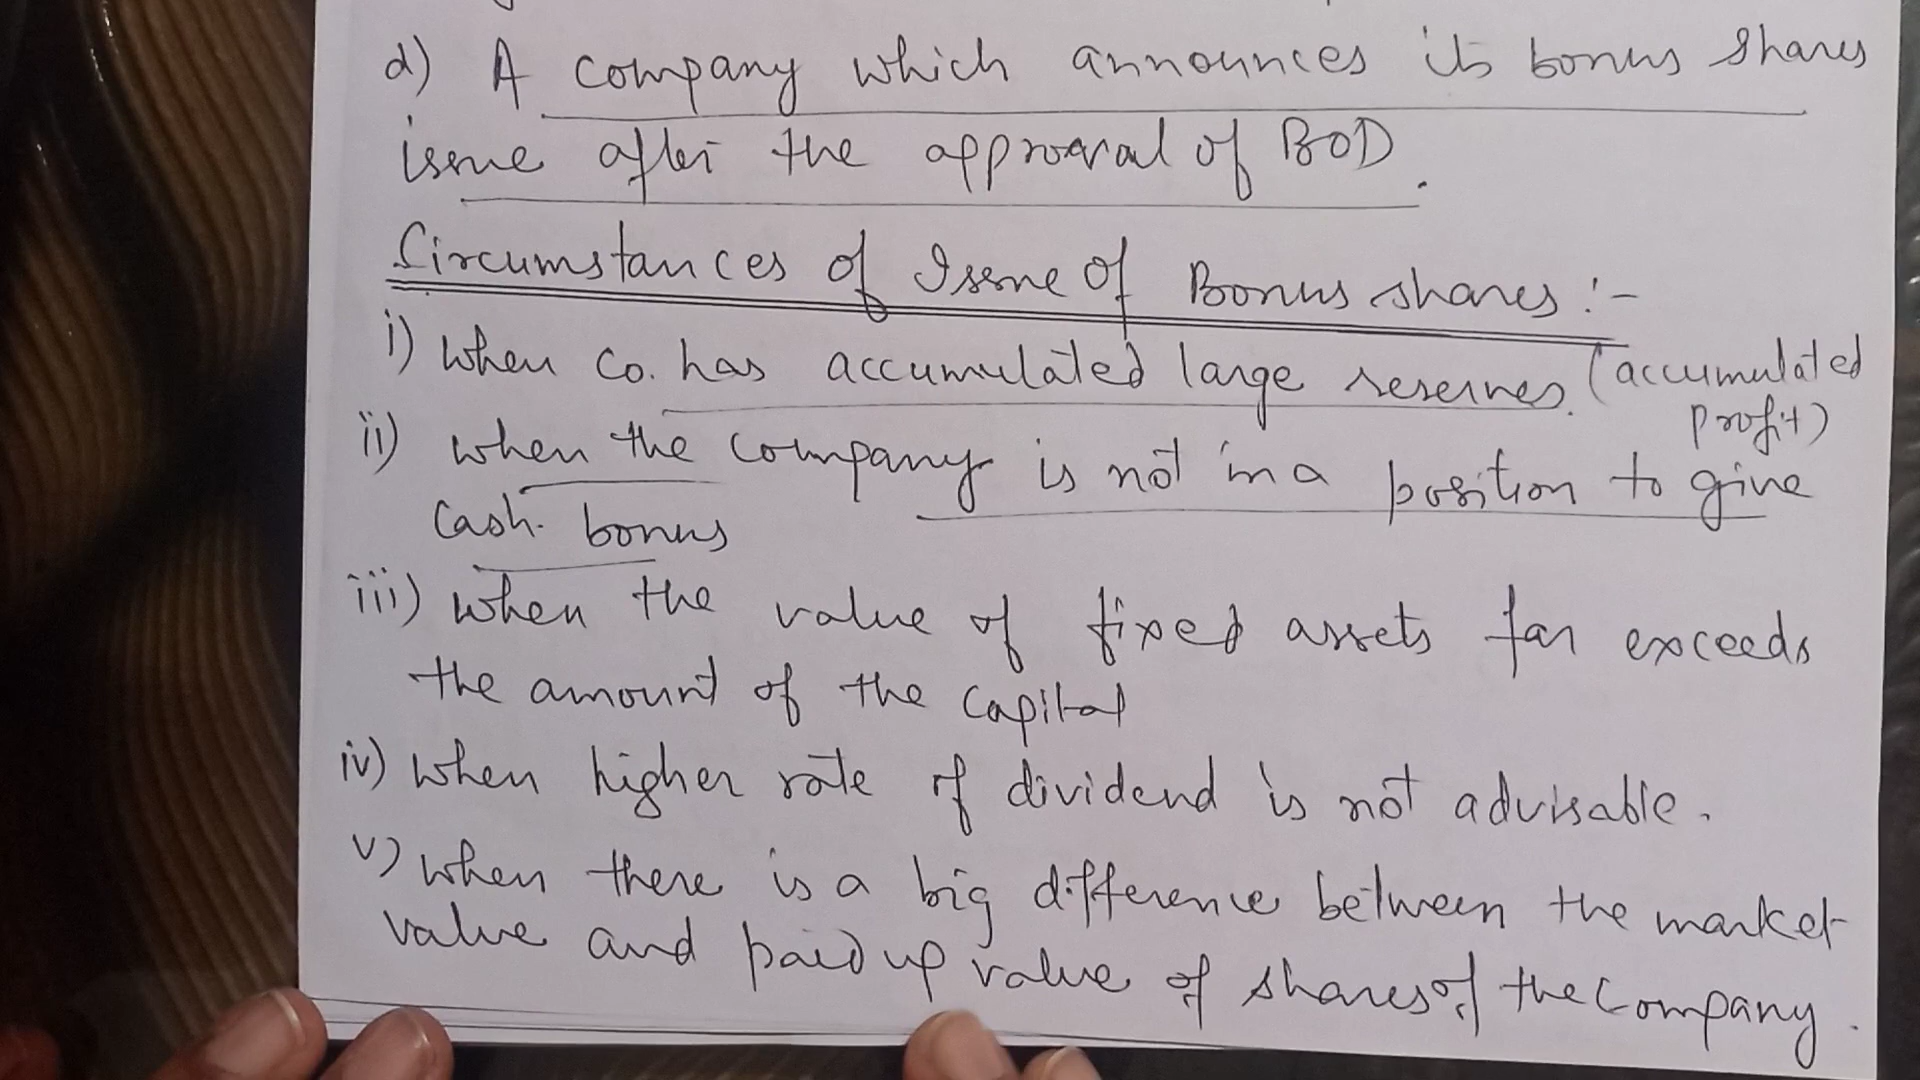 d) A company which announces its bonus shares
issue after the approval of BOD.
Circumstances of Issue Of Bonus shares :-
i) when Co. has accumulated large reserves. (accumulated
profit)
ii) when the company is not in a position to give
Cash bonus
iii) when the value of fixed assets far exceeds
the amount of the Capital
iv) when higher rate of dividend is not advisable.
v) when there is a big difference between the market
value and paid up value of shares of the Company.